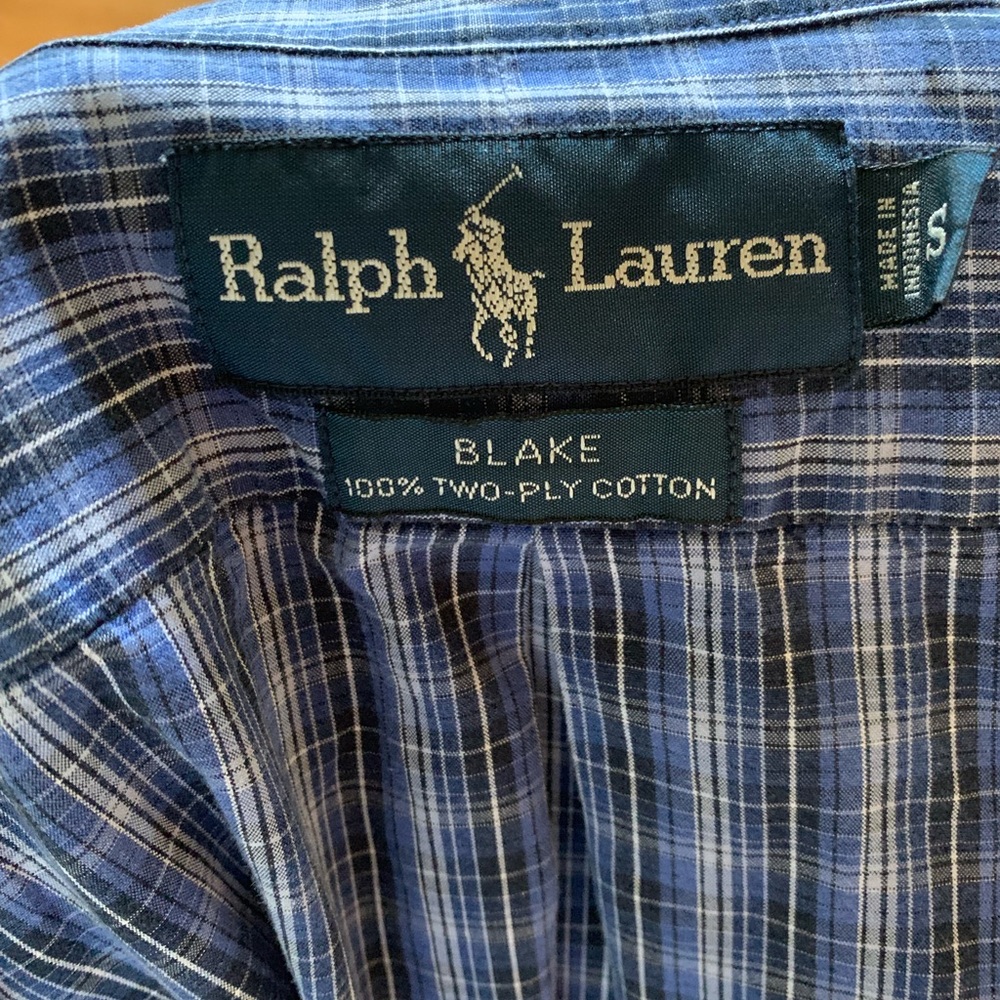 Ralph Lauren
MADE IN
INDONESIA
S
BLAKE
100% TWO-PLY COTTON